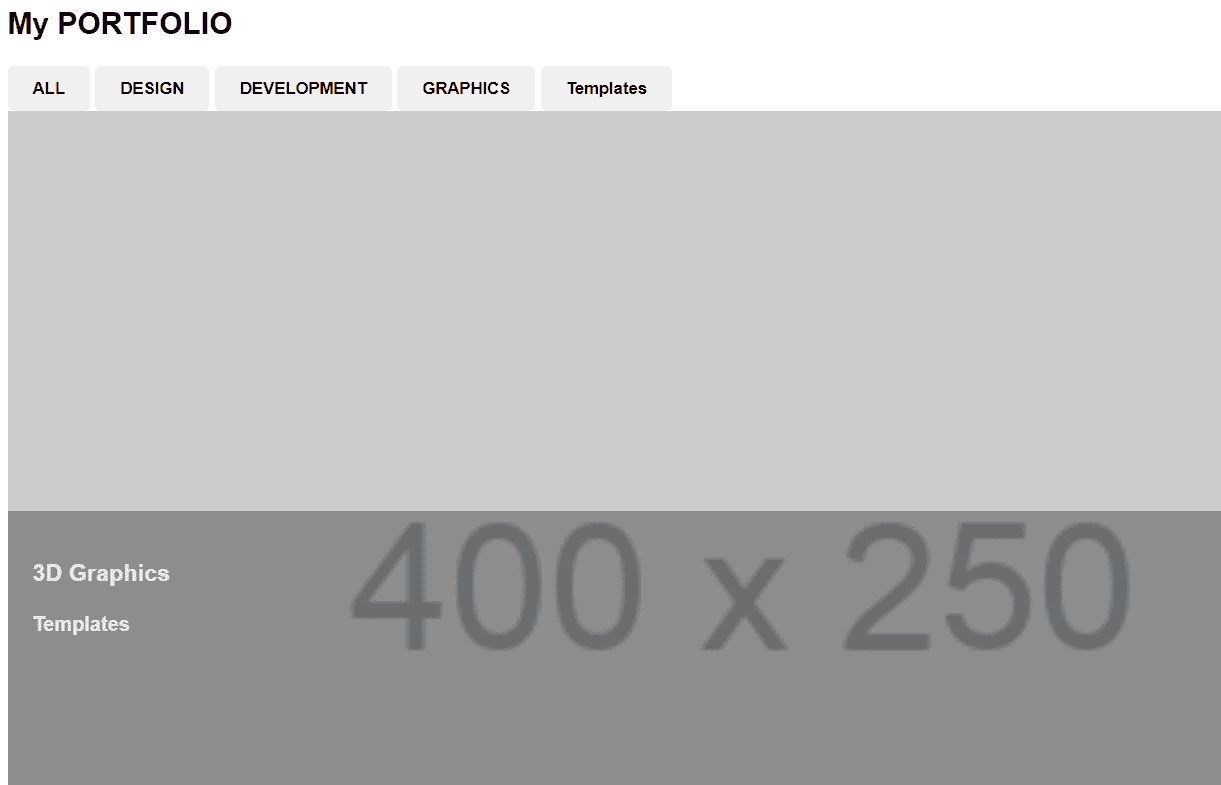 My PORTFOLIO
ALL DESIGN DEVELOPMENT GRAPHICS Templates
400 x 250
3D Graphics
Templates